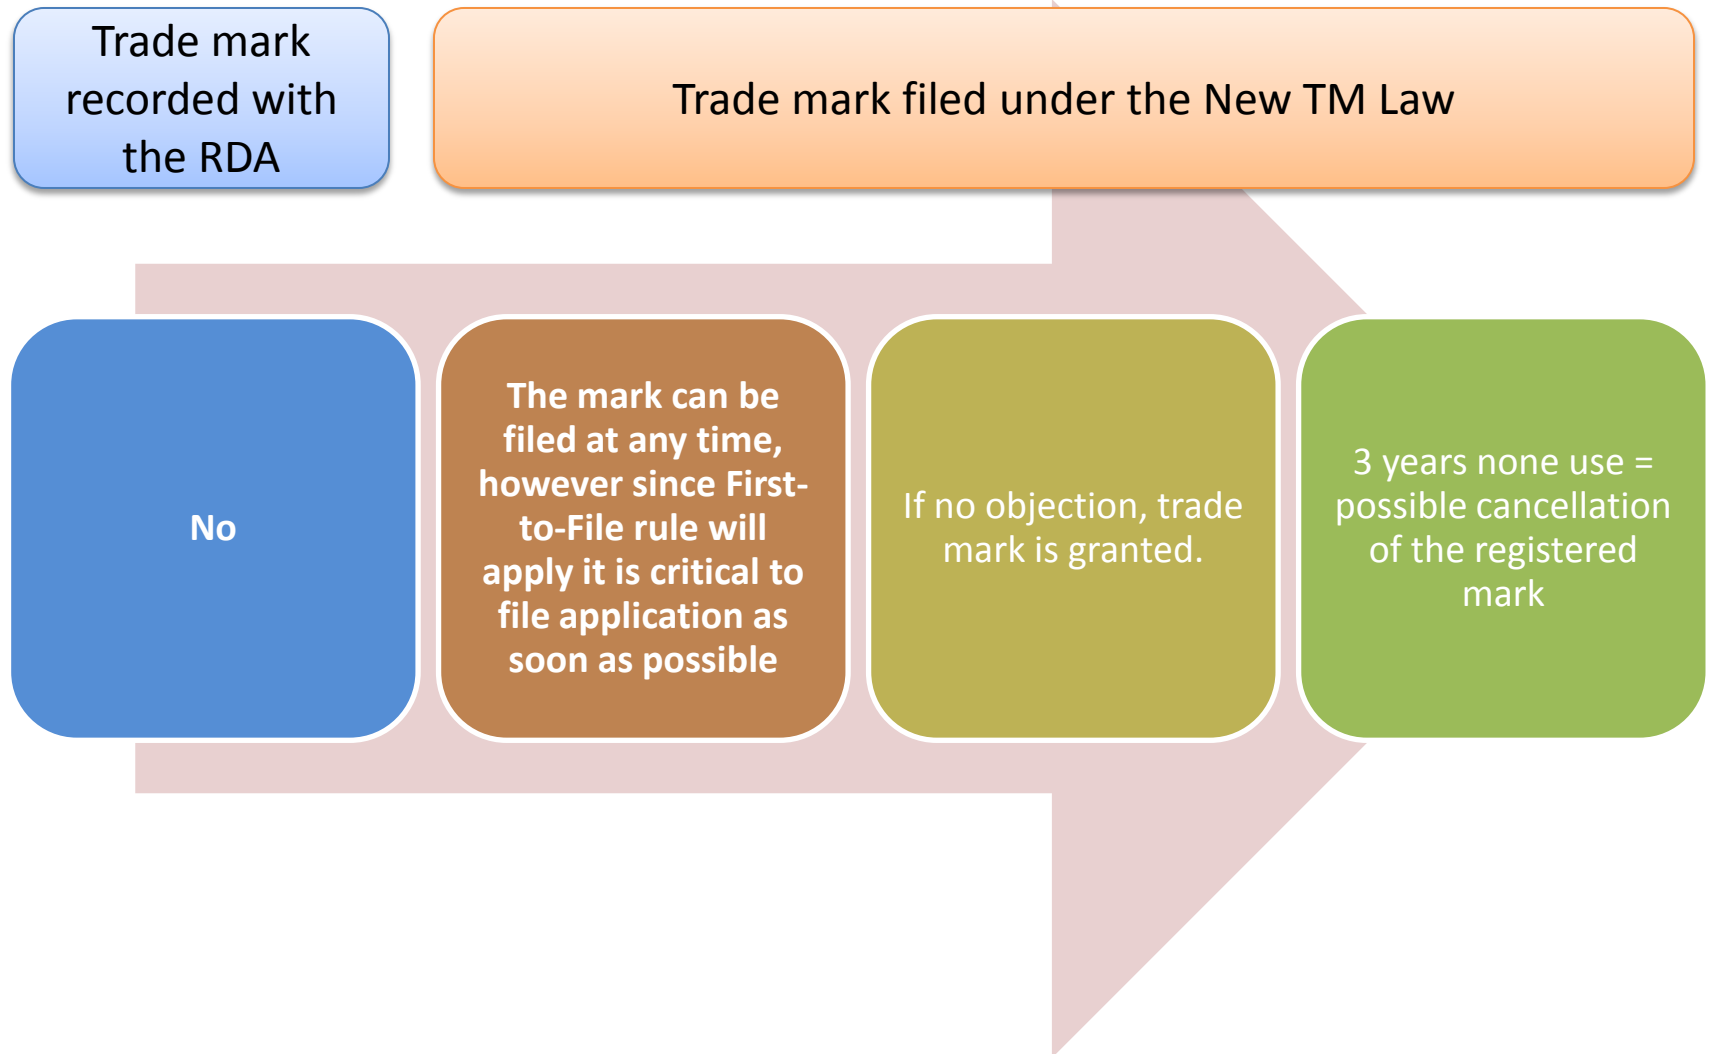 Trade mark
recorded with
the RDA
Trade mark filed under the New TM Law
No
The mark can be
filed at any time,
however since First-
to-File rule will
apply it is critical to
file application as
soon as possible
If no objection, trade
mark is granted.
3 years none use =
possible cancellation
of the registered
mark